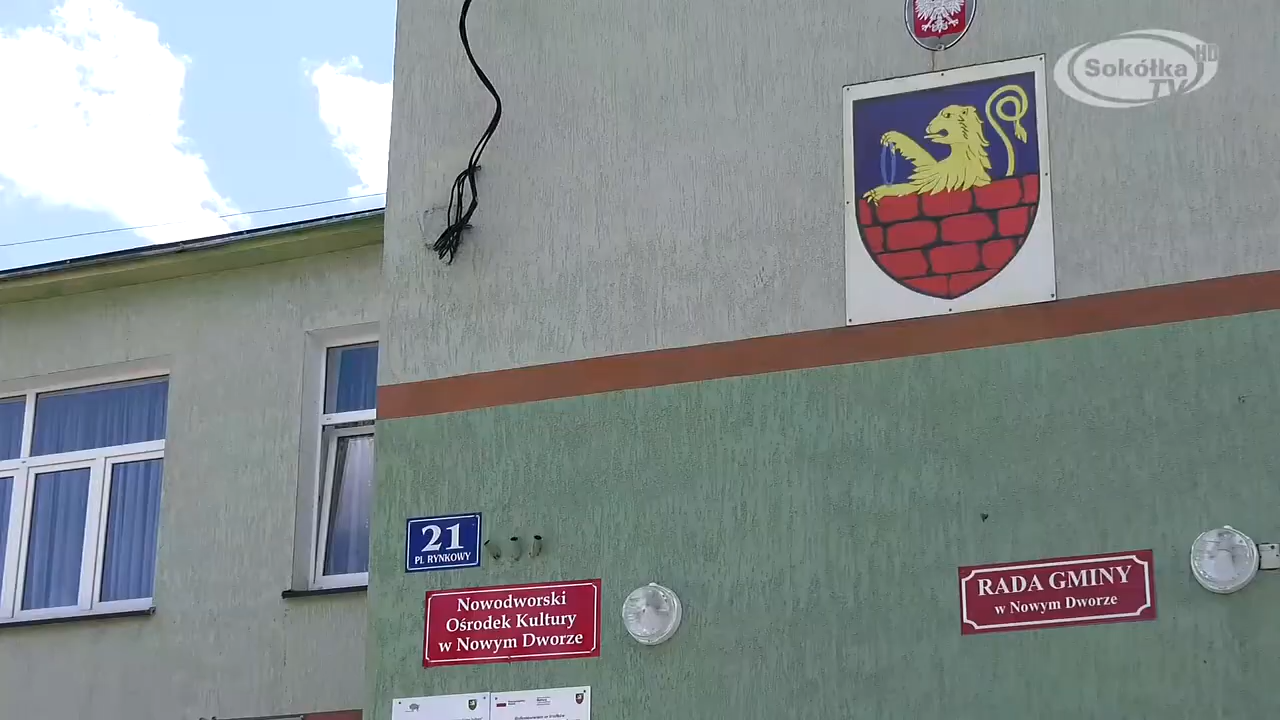 Sokółka HD
TV
21
PL. RYNKOWY
Nowodworski
Ośrodek Kultury
w Nowym Dworze
RADA GMINY
w Nowym Dworze